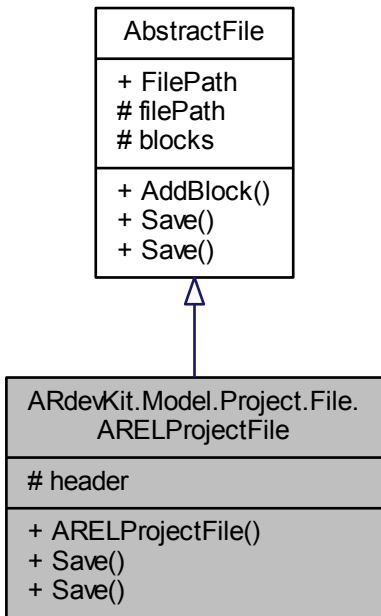 AbstractFile
+ FilePath
# filePath
# blocks
+ AddBlock()
+ Save()
+ Save()
ARdevKit.Model.Project.File.
ARELProjectFile
# header
+ ARELProjectFile()
+ Save()
+ Save()